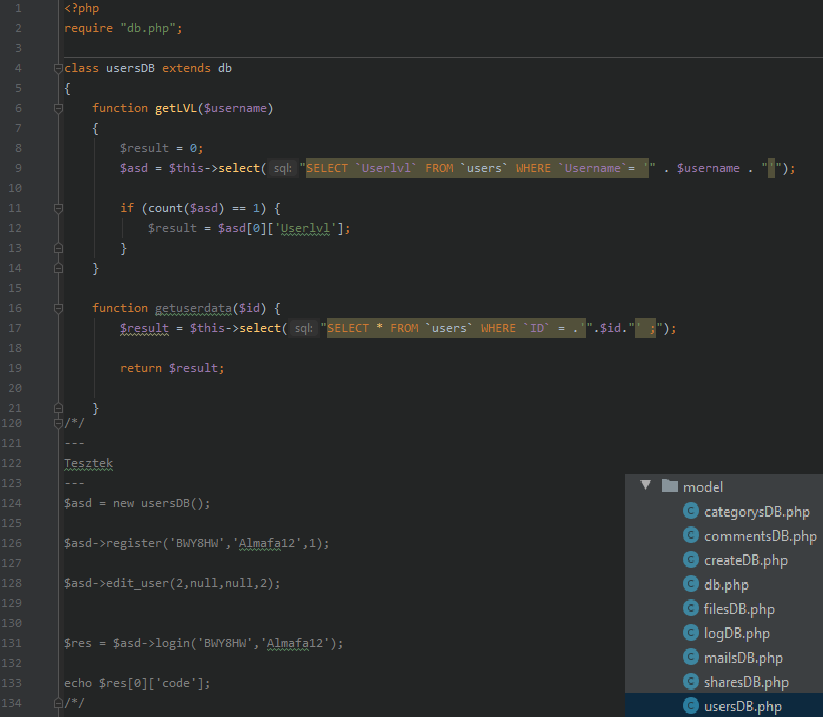 1 <?php
2 require "db.php";
3
4 class usersDB extends db
5 {
6 function getLVL($username)
7 {
8 $result = 0;
9 $asd = $this->select( sql: "SELECT `Userlvl` FROM `users` WHERE `Username`= '" . $username . "'");
10
11 if (count($asd) == 1) {
12 $result = $asd[0]['Userlvl'];
13 }
14 }
15
16 function getuserdata($id) {
17 $result = $this->select( sql: "SELECT * FROM `users` WHERE `ID` = .'".$id."' ;");
18
19 return $result;
20
21 }
120 /*/
121 ---
122 Tesztek
123 ---
124 $asd = new usersDB();
125
126 $asd->register('BWY8HW','Almafa12',1);
127
128 $asd->edit_user(2,null,null,2);
129
130
131 $res = $asd->login('BWY8HW','Almafa12');
132
133 echo $res[0]['code'];
134 /*/
model
C categorysDB.php
C commentsDB.php
C createDB.php
C db.php
C filesDB.php
C logDB.php
C mailsDB.php
C sharesDB.php
C usersDB.php